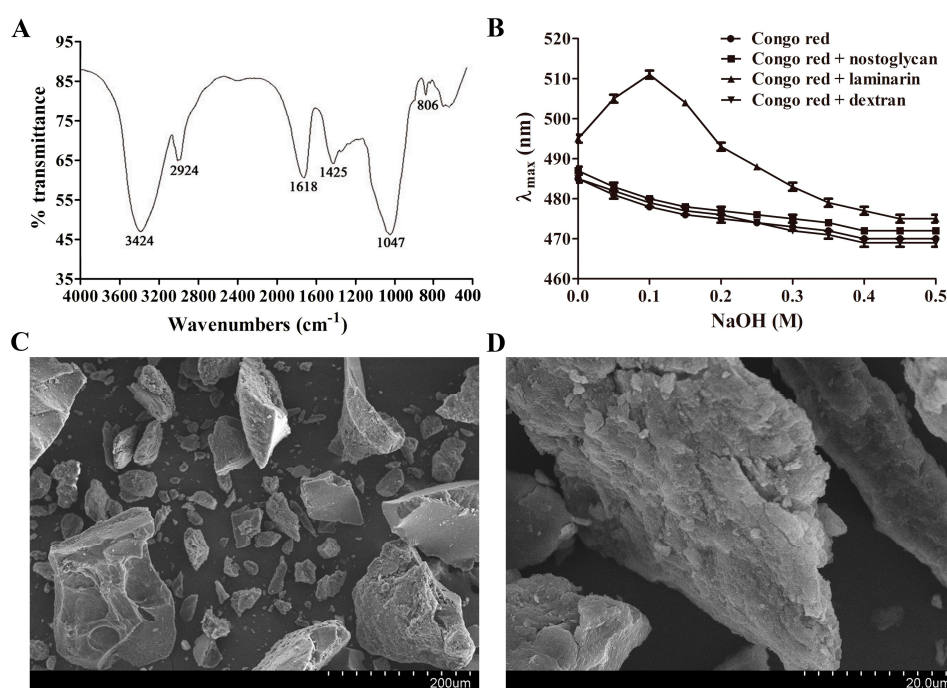 A
95
85
75
65
55
45
35
% transmittance
3424
2924
1618
1425
1047
806
4000 3600 3200 2800 2400 2000 1600 1200 1000 800 400
Wavenumbers (cm-1)
B
520
510
500
490
480
470
460
λmax (nm)
Congo red
Congo red + nostoglycan
Congo red + laminarin
Congo red + dextran
0.0 0.1 0.2 0.3 0.4 0.5
NaOH (M)
C
200um
D
20.0um